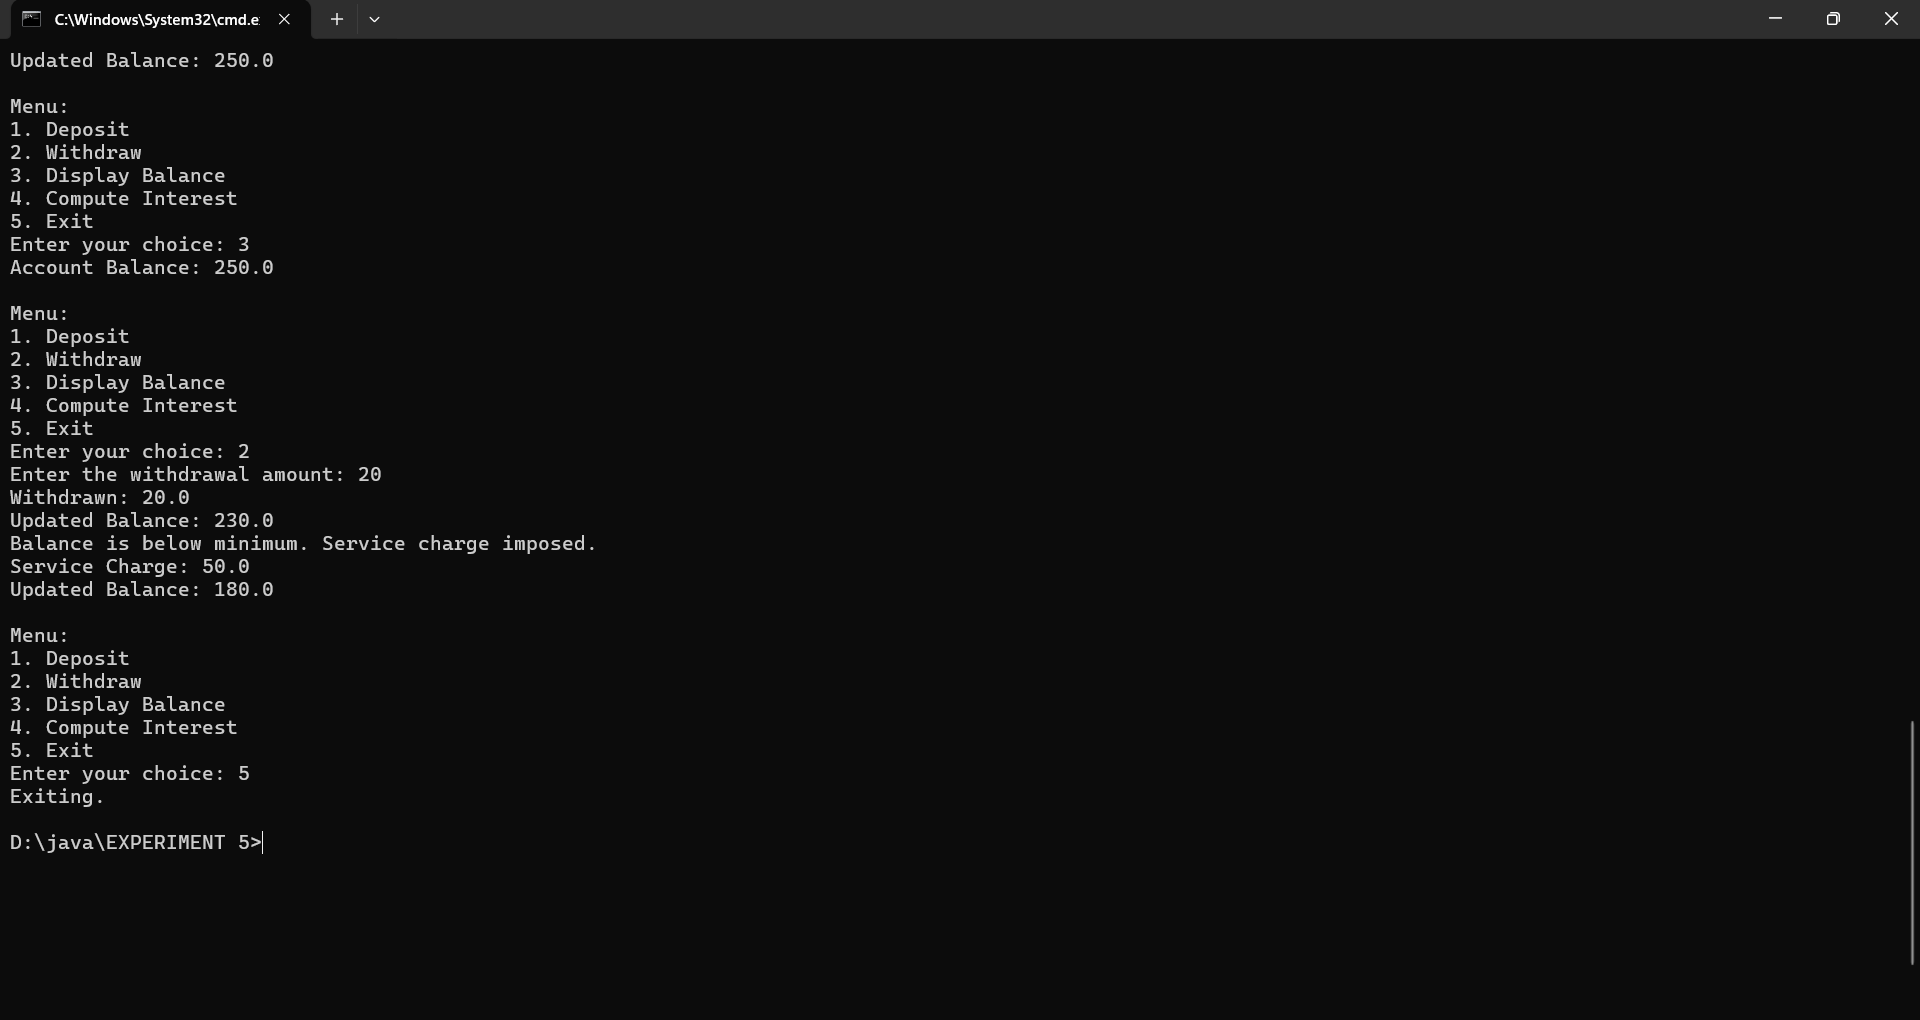 C:\Windows\System32\cmd.e
Updated Balance: 250.0
Menu:
1. Deposit
2. Withdraw
3. Display Balance
4. Compute Interest
5. Exit
Enter your choice: 3
Account Balance: 250.0
Menu:
1. Deposit
2. Withdraw
3. Display Balance
4. Compute Interest
5. Exit
Enter your choice: 2
Enter the withdrawal amount: 20
Withdrawn: 20.0
Updated Balance: 230.0
Balance is below minimum. Service charge imposed.
Service Charge: 50.0
Updated Balance: 180.0
Menu:
1. Deposit
2. Withdraw
3. Display Balance
4. Compute Interest
5. Exit
Enter your choice: 5
Exiting.
D:\java\EXPERIMENT 5>